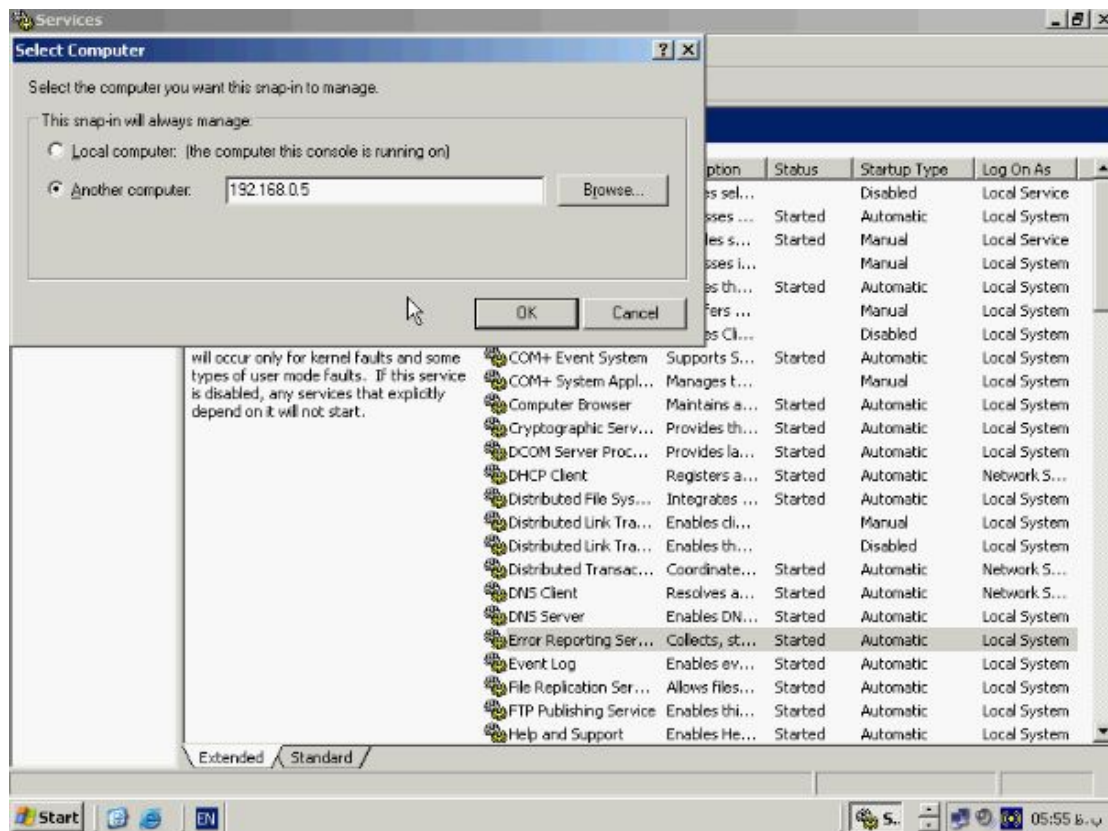 Services
Select Computer
Select the computer you want this snap-in to manage.
This snap-in will always manage:
Local computer: (the computer this console is running on)
Another computer: 192.168.0.5 Browse...
OK Cancel
ption Status Startup Type Log On As
es sel... Disabled Local Service
sses ... Started Automatic Local System
les s... Started Manual Local Service
sses i... Manual Local System
es th... Started Automatic Local System
fers ... Manual Local System
es Cli... Disabled Local System
will occur only for kernel faults and some
types of user mode faults. If this service
is disabled, any services that explicitly
depend on it will not start.
COM+ Event System Supports S... Started Automatic Local System
COM+ System Appl... Manages t... Manual Local System
Computer Browser Maintains a... Started Automatic Local System
Cryptographic Serv... Provides th... Started Automatic Local System
DCOM Server Proc... Provides la... Started Automatic Local System
DHCP Client Registers a... Started Automatic Network S...
Distributed File Sys... Integrates ... Started Automatic Local System
Distributed Link Tra... Enables cli... Manual Local System
Distributed Link Tra... Enables th... Disabled Local System
Distributed Transac... Coordinate... Started Automatic Network S...
DNS Client Resolves a... Started Automatic Network S...
DNS Server Enables DN... Started Automatic Local System
Error Reporting Ser... Collects, st... Started Automatic Local System
Event Log Enables ev... Started Automatic Local System
File Replication Ser... Allows files... Started Automatic Local System
FTP Publishing Service Enables thi... Started Automatic Local System
Help and Support Enables He... Started Automatic Local System
Extended Standard
Start EN S.. 05:55 ب.ظ